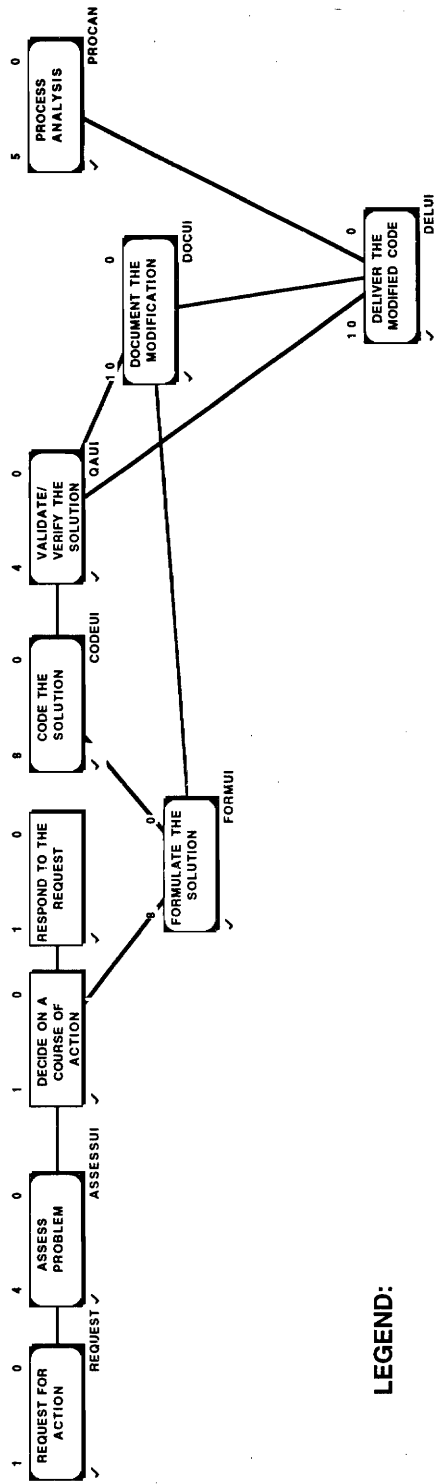 1 0
REQUEST FOR
ACTION
REQUEST
4 0
ASSESS
PROBLEM
ASSESSUI
1 0
DECIDE ON A
COURSE OF
ACTION
1 0
RESPOND TO THE
REQUEST
8 0
FORMULATE THE
SOLUTION
FORMUI
8 0
CODE THE
SOLUTION
CODEUI
4 0
VALIDATE/
VERIFY THE
SOLUTION
QAUI
10 0
DOCUMENT THE
MODIFICATION
DOCUI
10 0
DELIVER THE
MODIFIED CODE
DELUI
5 0
PROCESS
ANALYSIS
PROCAN
LEGEND: